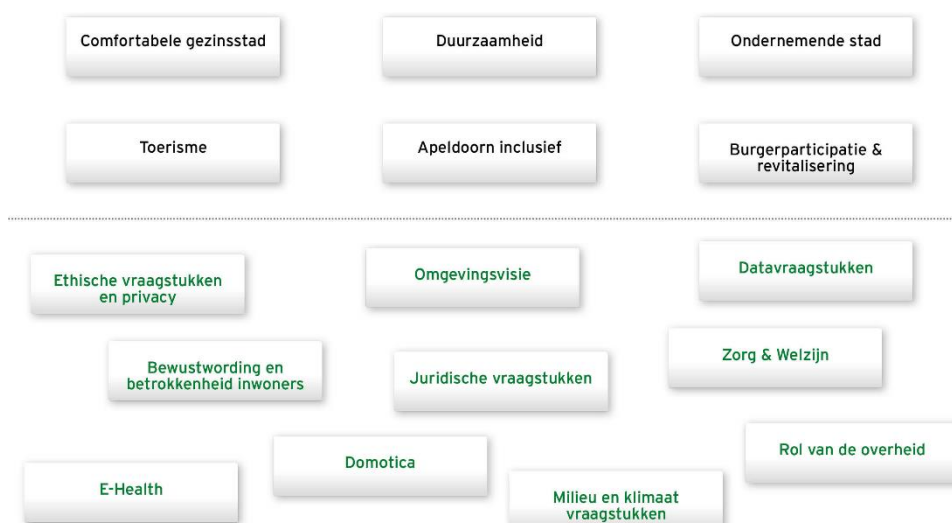 Comfortabele gezinsstad
Duurzaamheid
Ondernemende stad
Toerisme
Apeldoorn inclusief
Burgerparticipatie &
revitalisering
Ethische vraagstukken
en privacy
Omgevingsvisie
Datavraagstukken
Bewustwording en
betrokkenheid inwoners
Juridische vraagstukken
Zorg & Welzijn
E-Health
Domotica
Milieu en klimaat
vraagstukken
Rol van de overheid